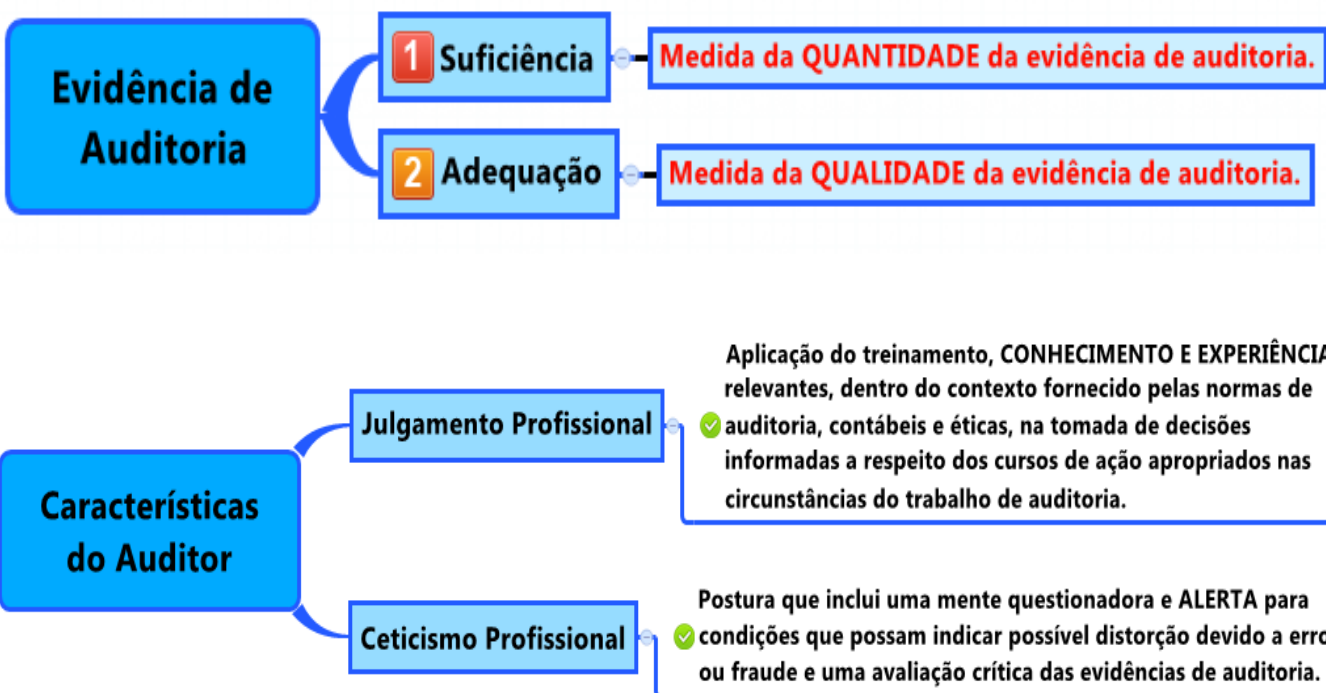 Evidência de
Auditoria
1 Suficiência
Medida da QUANTIDADE da evidência de auditoria.
2 Adequação
Medida da QUALIDADE da evidência de auditoria.
Características
do Auditor
Julgamento Profissional
Aplicação do treinamento, CONHECIMENTO E EXPERIÊNCIA
relevantes, dentro do contexto fornecido pelas normas de
auditoria, contábeis e éticas, na tomada de decisões
informadas a respeito dos cursos de ação apropriados nas
circunstâncias do trabalho de auditoria.
Ceticismo Profissional
Postura que inclui uma mente questionadora e ALERTA para
condições que possam indicar possível distorção devido a erro
ou fraude e uma avaliação crítica das evidências de auditoria.